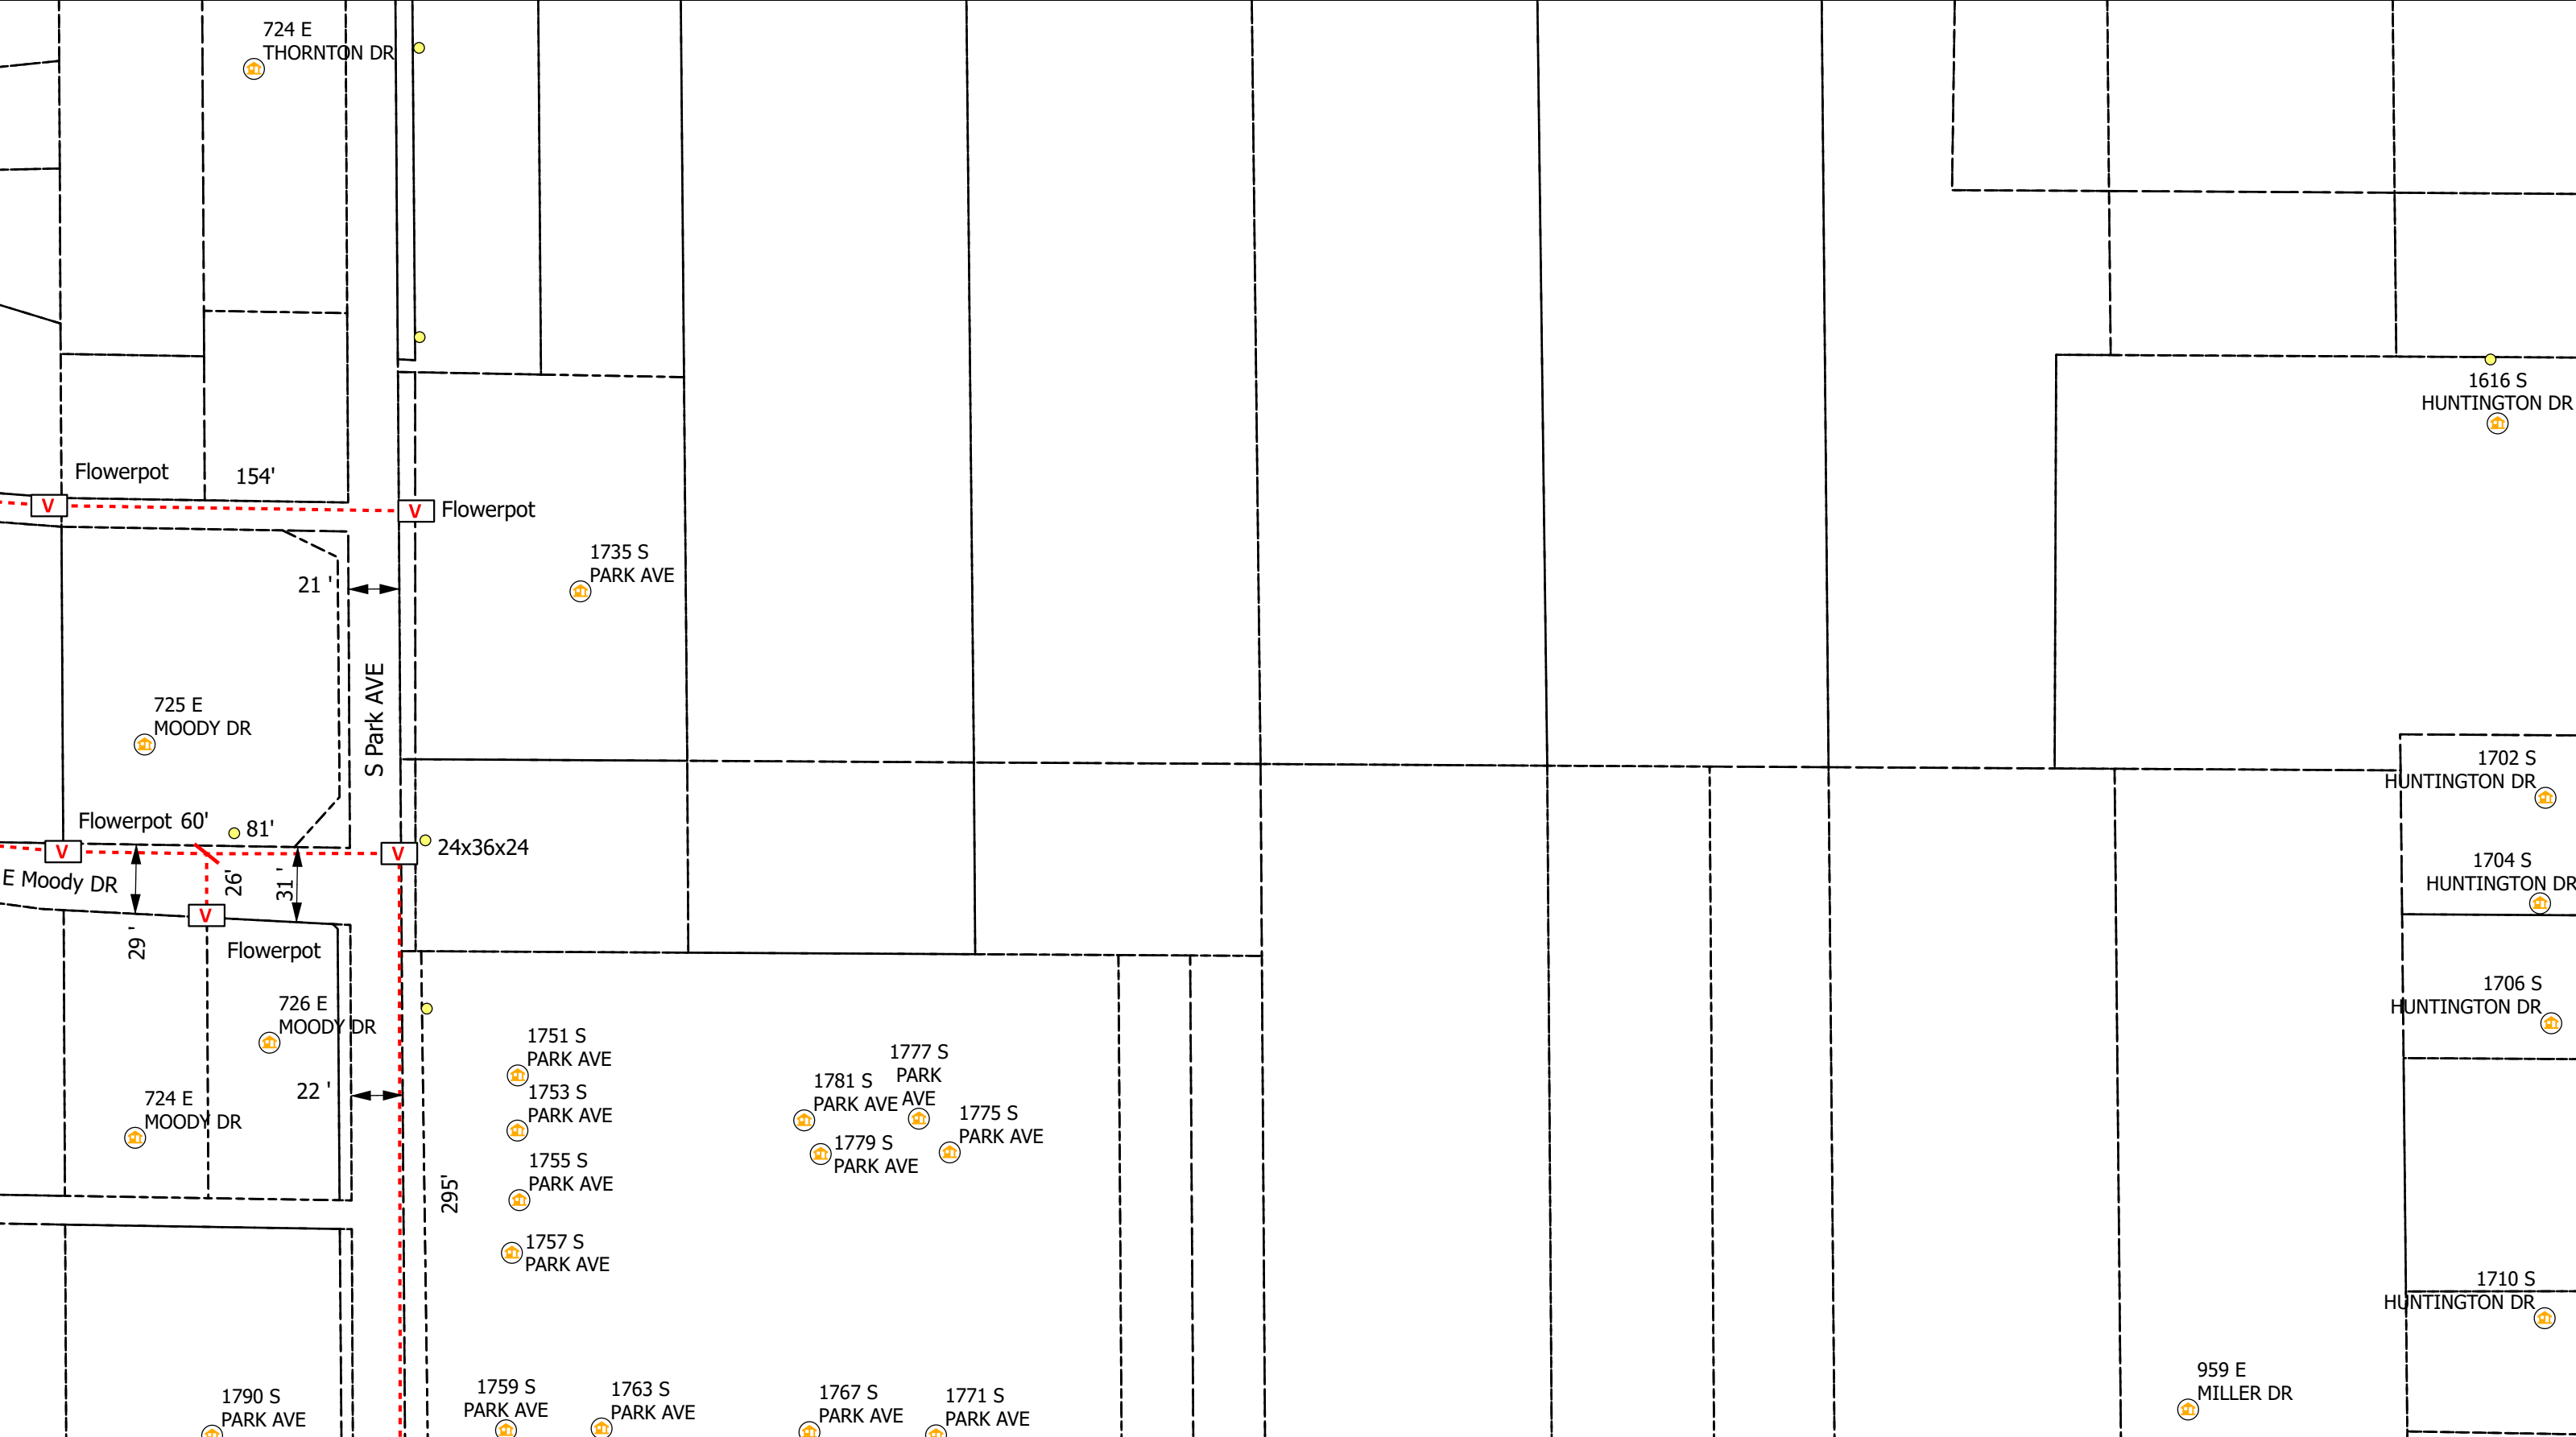 724 E
THORNTON DR
1616 S
HUNTINGTON DR
Flowerpot
154'
V
V
Flowerpot
1735 S
PARK AVE
21 '
S Park AVE
725 E
MOODY DR
1702 S
HUNTINGTON DR
Flowerpot 60'
81'
V
V
24x36x24
E Moody DR
26'
31 '
V
29 '
Flowerpot
1704 S
HUNTINGTON DR
1706 S
HUNTINGTON DR
726 E
MOODY DR
22 '
724 E
MOODY DR
1751 S
PARK AVE
1753 S
PARK AVE
1755 S
PARK AVE
1757 S
PARK AVE
295'
1781 S
PARK AVE
1777 S
PARK
AVE
1779 S
PARK AVE
1775 S
PARK AVE
1710 S
HUNTINGTON DR
1790 S
PARK AVE
1759 S
PARK AVE
1763 S
PARK AVE
1767 S
PARK AVE
1771 S
PARK AVE
959 E
MILLER DR